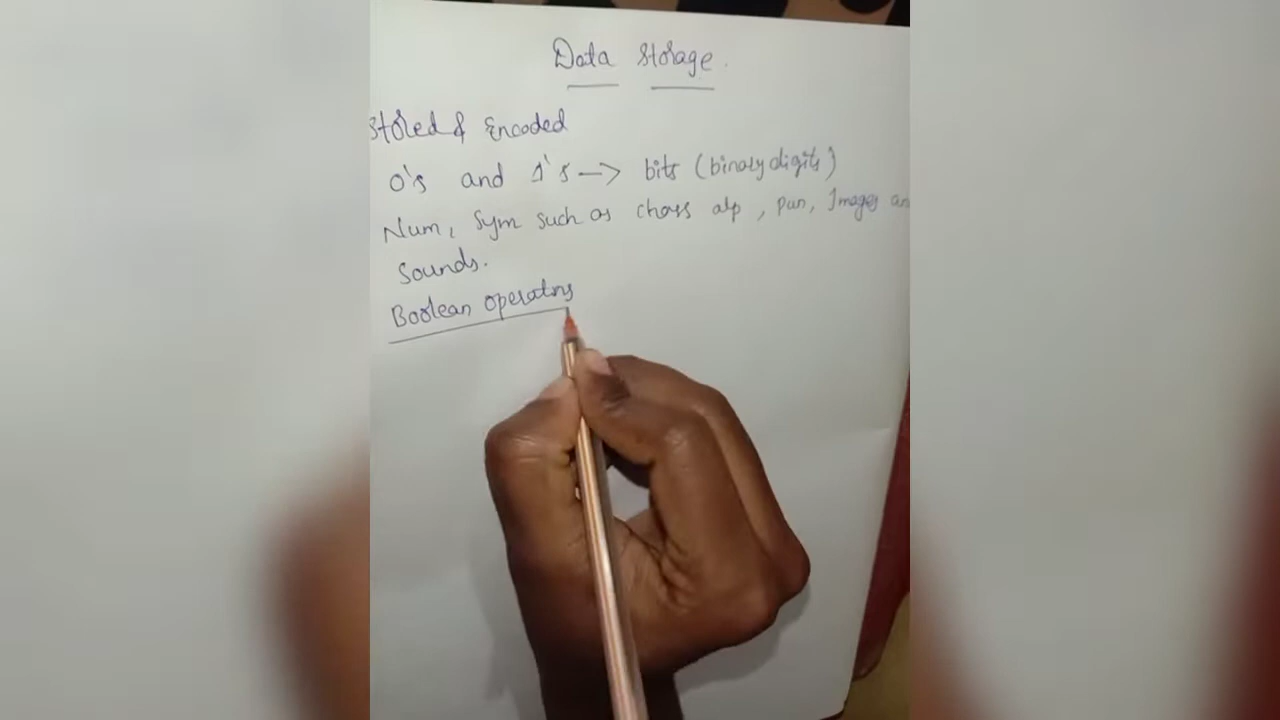 Data Storage.
Stored & Encoded
0's and 1's → bits (binary digits)
Num, Sym such as chars alp, pun, Images an
Sounds.
Boolean operators